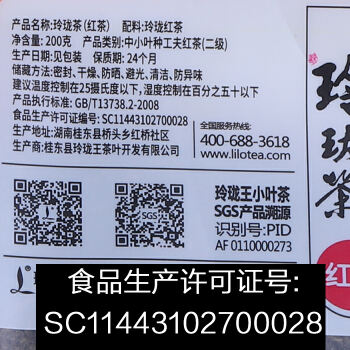 产品名称:玲珑茶(红茶) 配料:玲珑红茶
净含量:200克 产品类别:中小叶种工夫红茶(二级)
生产日期:见包装 保质期:24个月
储藏方法:密封、干燥、防晒、避光、清洁、防异味
建议温度控制在25摄氏度以下,湿度控制在百分之五十以下
产品执行标准:GB/T13738.2-2008
食品生产许可证编号:SC11443102700028
生产地址:湖南桂东县桥头乡红桥社区
生产商:桂东县玲珑王茶叶开发有限公司
全国服务热线:
400-688-3618
www.lilotea.com
玲珑王小叶茶
SGS产品溯源
识别号:PID
AF 0110000273
SGS
玲珑茶
红
食品生产许可证号:
SC11443102700028